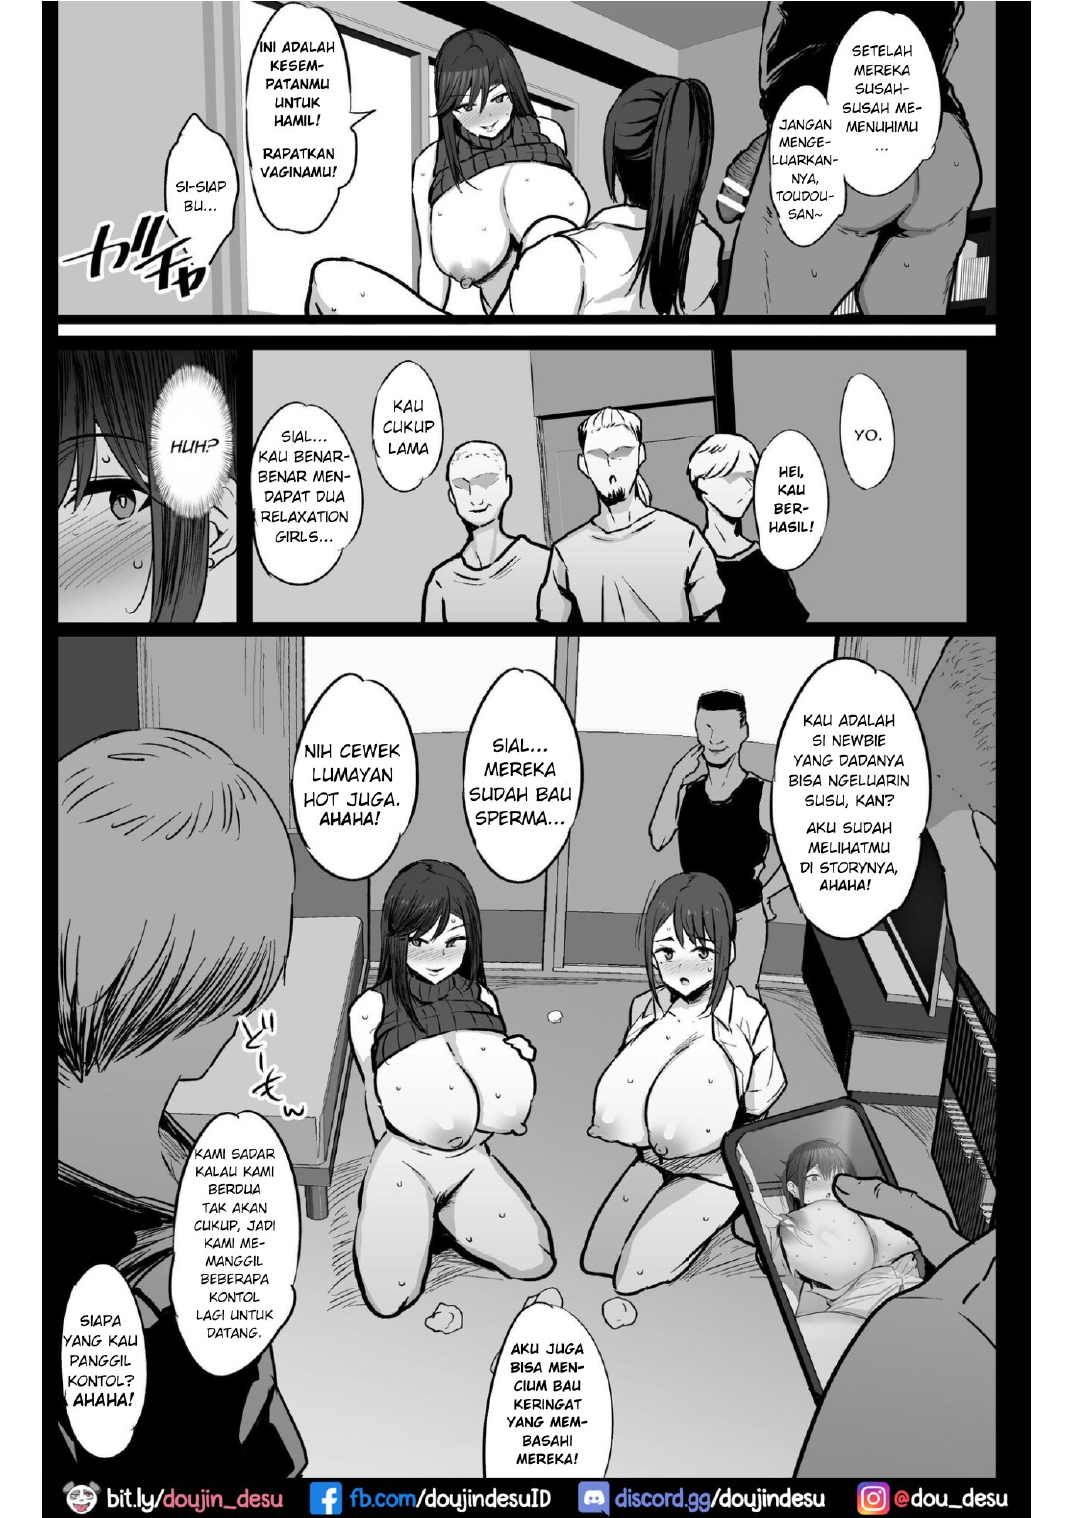 INI ADALAH
KESEM-
PATANMU
UNTUK
HAMIL!
RAPATKAN
VAGINAMU!
SETELAH
MEREKA
SUSAH-
SUSAH ME-
MENUHIMU
...
JANGAN
MENGE-
LUARKAN-
NYA,
TOUDOU-
SAN~
SI-SIAP
BU...
ガチャ
YO.
HEI,
KAU
BER-
HASIL!
KAU
CUKUP
LAMA
SIAL...
KAU BENAR-
BENAR MEN-
DAPAT DUA
RELAXATION
GIRLS...
HUH?
KAU ADALAH
SI NEWBIE
YANG DADANYA
BISA NGELUARIN
SUSU, KAN?
AKU SUDAH
MELIHATMU
DI STORYNYA,
AHAHA!
SIAL...
MEREKA
SUDAH BAU
SPERMA...
NIH CEWEK
LUMAYAN
HOT JUGA.
AHAHA!
どーもw
KAMI SADAR
KALAU KAMI
BERDUA
TAK AKAN
CUKUP, JADI
KAMI ME-
MANGGIL
BEBERAPA
KONTOL
LAGI UNTUK
DATANG.
SIAPA
YANG KAU
PANGGIL
KONTOL?
AHAHA!
AKU JUGA
BISA MEN-
CIUM BAU
KERINGAT
YANG MEM-
BASAHI
MEREKA!
bit.ly/doujin_desu fb.com/doujindesuID discord.gg/doujindesu @dou_desu